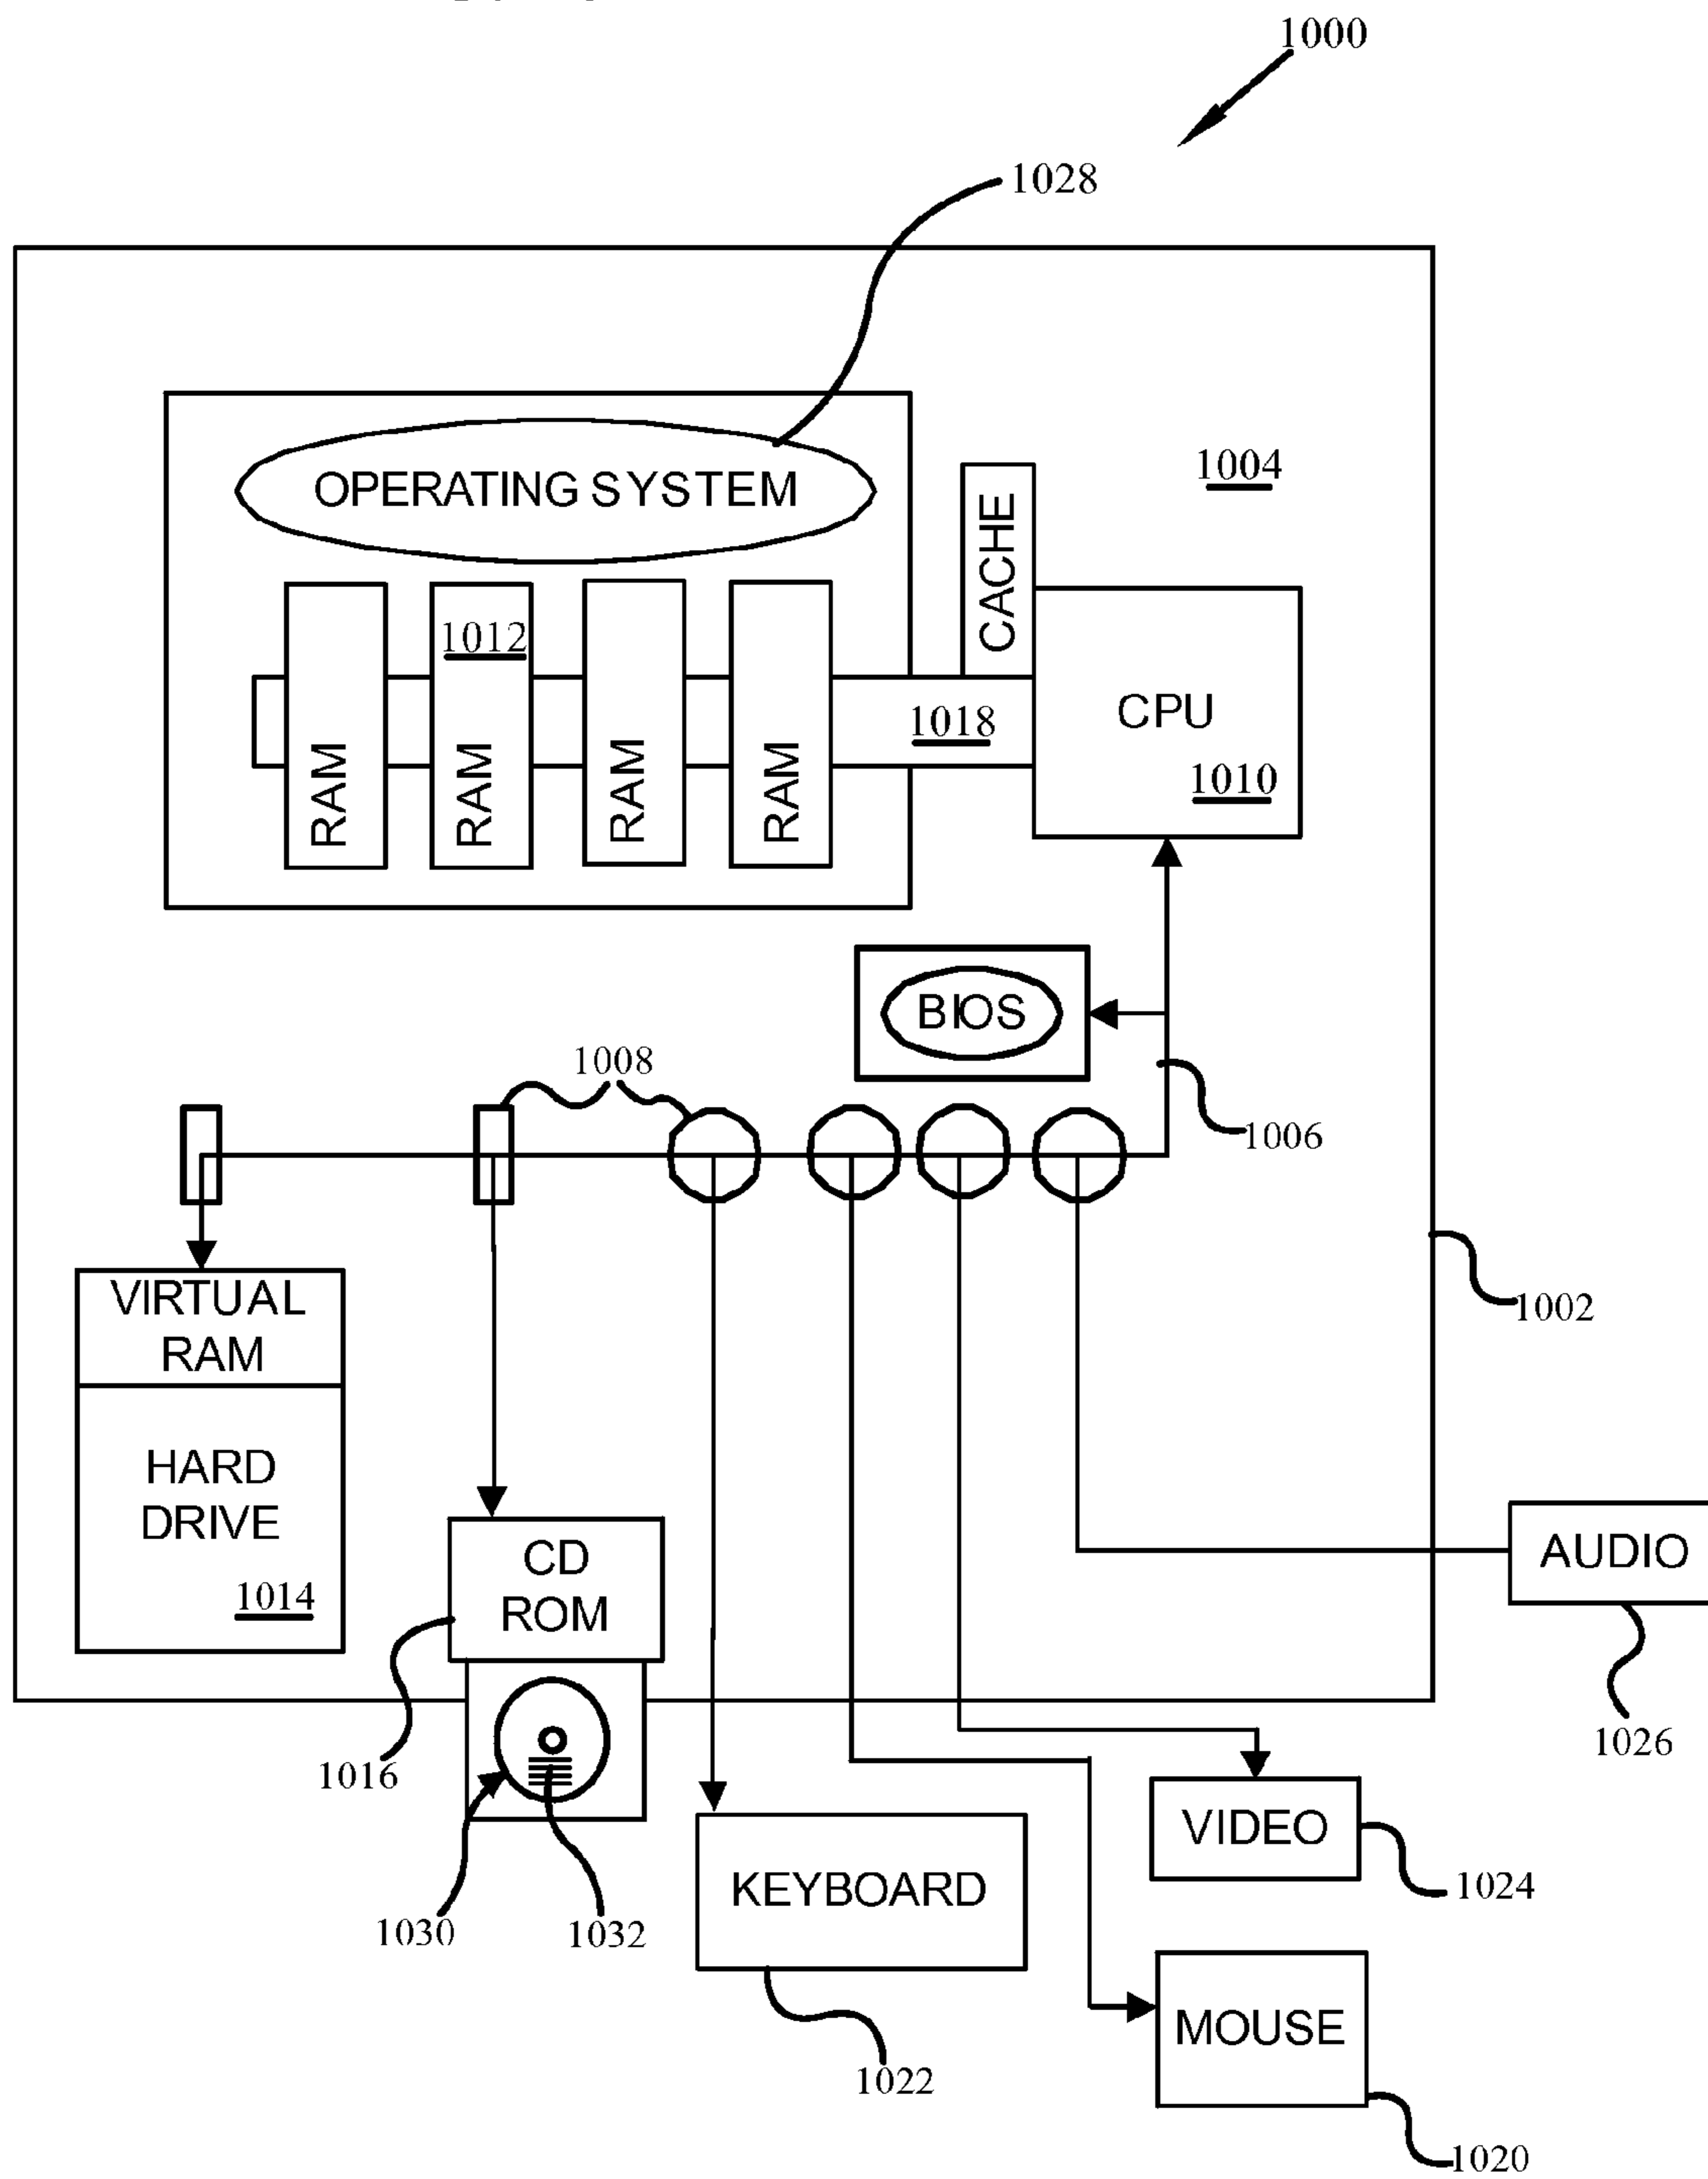 1000
1028
OPERATING SYSTEM
1004
CACHE
1012
RAM
RAM
RAM
RAM
1018
CPU
1010
BIOS
1008
1006
VIRTUAL
RAM
1002
HARD
DRIVE
1014
CD
ROM
AUDIO
1016
1026
VIDEO
1024
KEYBOARD
1030
1032
MOUSE
1022
1020